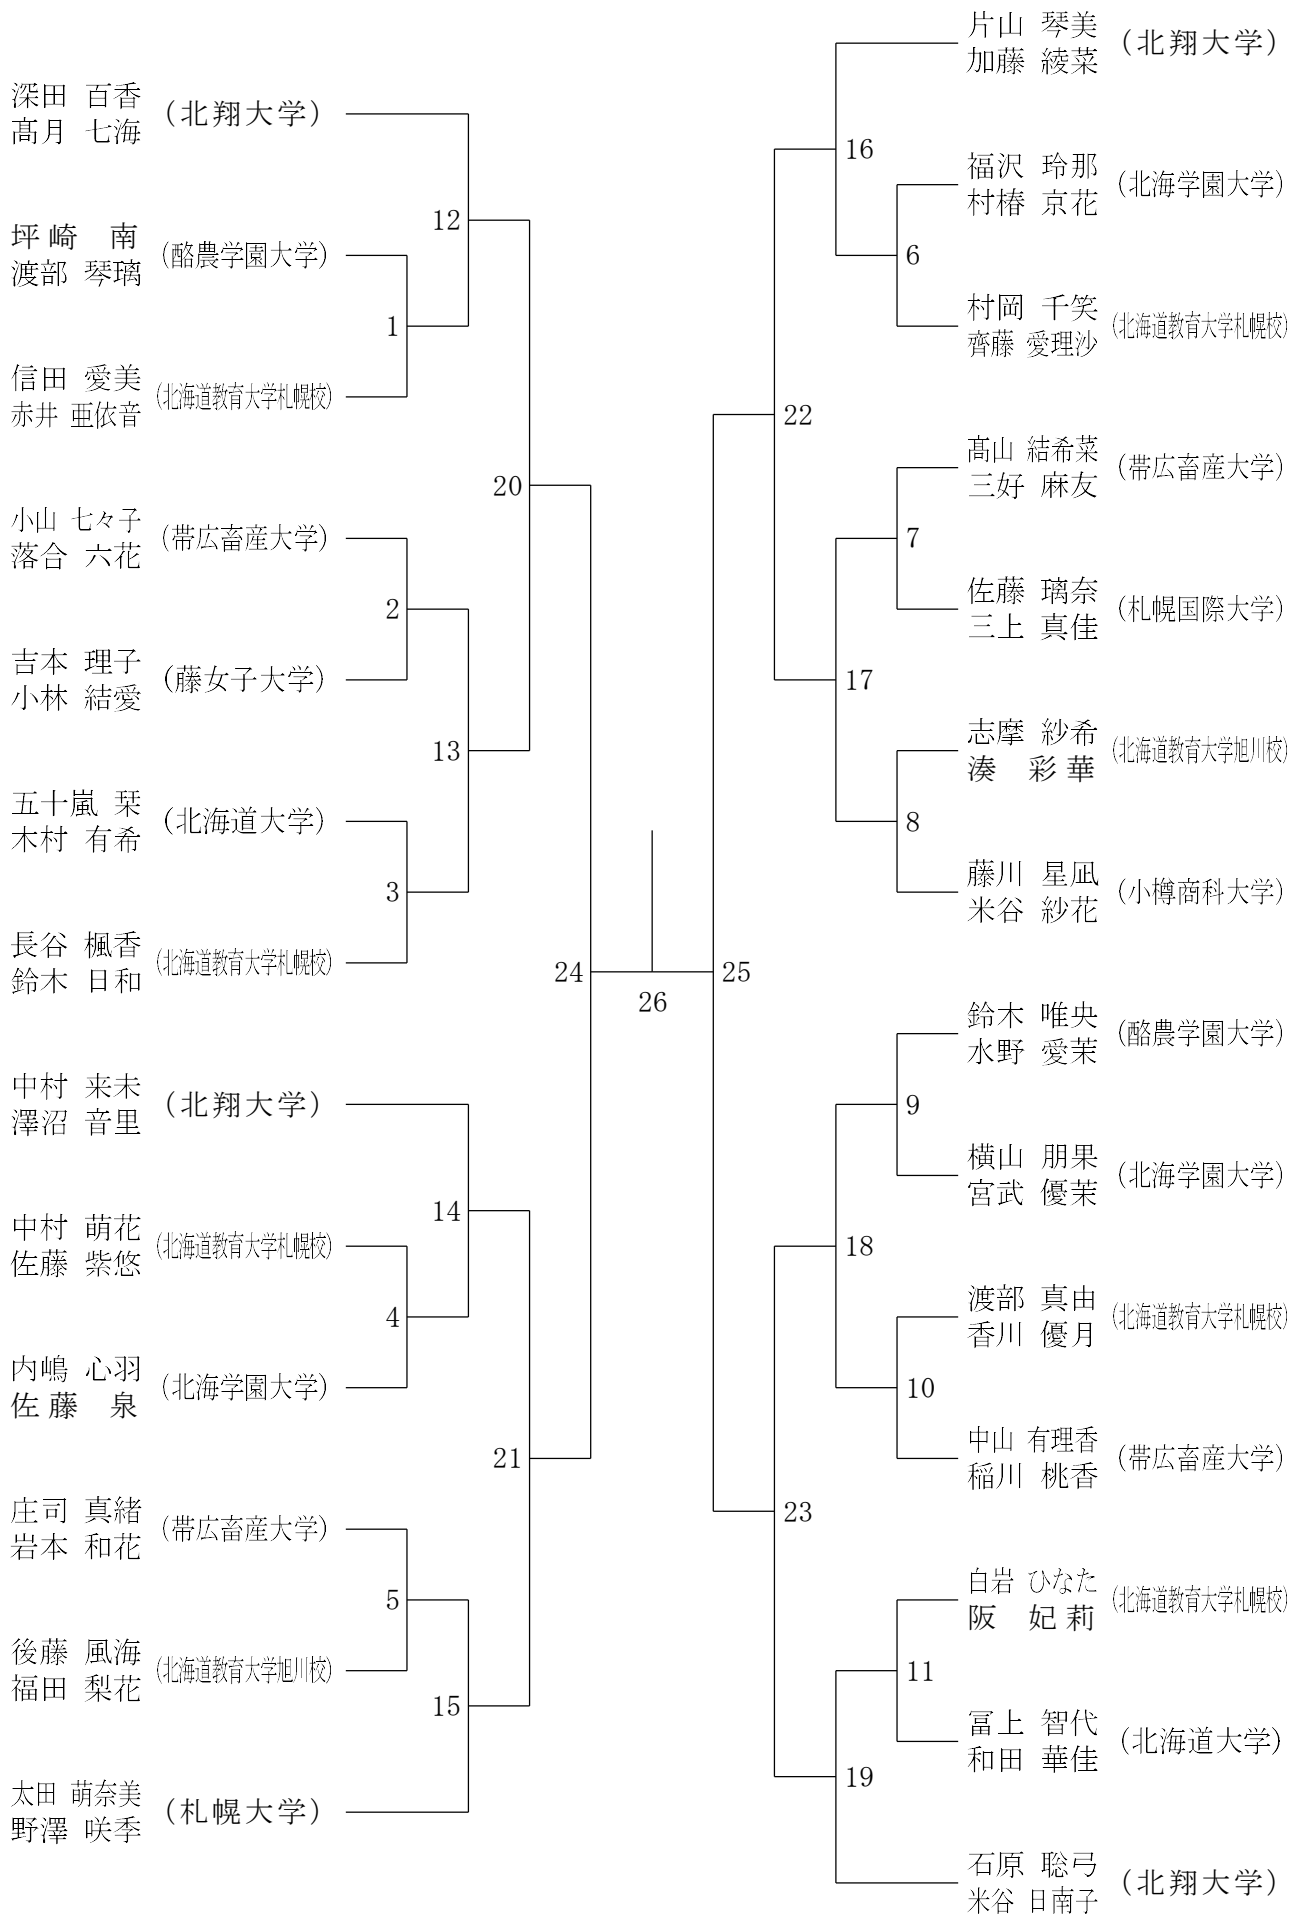 深田 百香
髙月 七海
(北翔大学)
12
坪崎 南
渡部 琴璃
(酪農学園大学)
1
信田 愛美
赤井 亜依音
(北海道教育大学札幌校)
20
小山 七々子
落合 六花
(帯広畜産大学)
2
吉本 理子
小林 結愛
(藤女子大学)
13
五十嵐 栞
木村 有希
(北海道大学)
3
長谷 楓香
鈴木 日和
(北海道教育大学札幌校)
24
26
中村 来未
澤沼 音里
(北翔大学)
14
中村 萌花
佐藤 紫悠
(北海道教育大学札幌校)
4
内嶋 心羽
佐藤 泉
(北海学園大学)
21
庄司 真緒
岩本 和花
(帯広畜産大学)
5
後藤 風海
福田 梨花
(北海道教育大学旭川校)
15
太田 萌奈美
野澤 咲季
(札幌大学)
片山 琴美
加藤 綾菜
(北翔大学)
16
福沢 玲那
村椿 京花
(北海学園大学)
6
村岡 千笑
齊藤 愛理沙
(北海道教育大学札幌校)
22
髙山 結希菜
三好 麻友
(帯広畜産大学)
7
佐藤 璃奈
三上 真佳
(札幌国際大学)
17
志摩 紗希
湊 彩華
(北海道教育大学旭川校)
8
藤川 星凪
米谷 紗花
(小樽商科大学)
25
鈴木 唯央
水野 愛茉
(酪農学園大学)
9
横山 朋果
宮武 優茉
(北海学園大学)
18
渡部 真由
香川 優月
(北海道教育大学札幌校)
10
中山 有理香
稲川 桃香
(帯広畜産大学)
23
白岩 ひなた
阪 妃莉
(北海道教育大学札幌校)
11
冨上 智代
和田 華佳
(北海道大学)
19
石原 聡弓
米谷 日南子
(北翔大学)